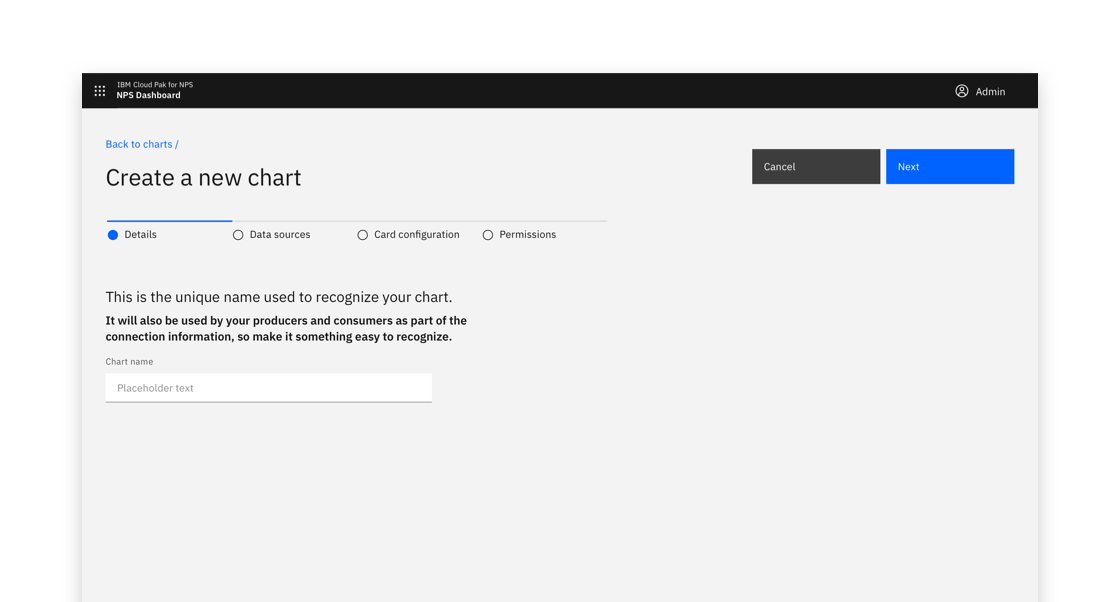 IBM Cloud Pak for NPS
NPS Dashboard
Admin
Back to charts /
Create a new chart
Cancel
Next
Details
Data sources
Card configuration
Permissions
This is the unique name used to recognize your chart.
It will also be used by your producers and consumers as part of the
connection information, so make it something easy to recognize.
Chart name
Placeholder text